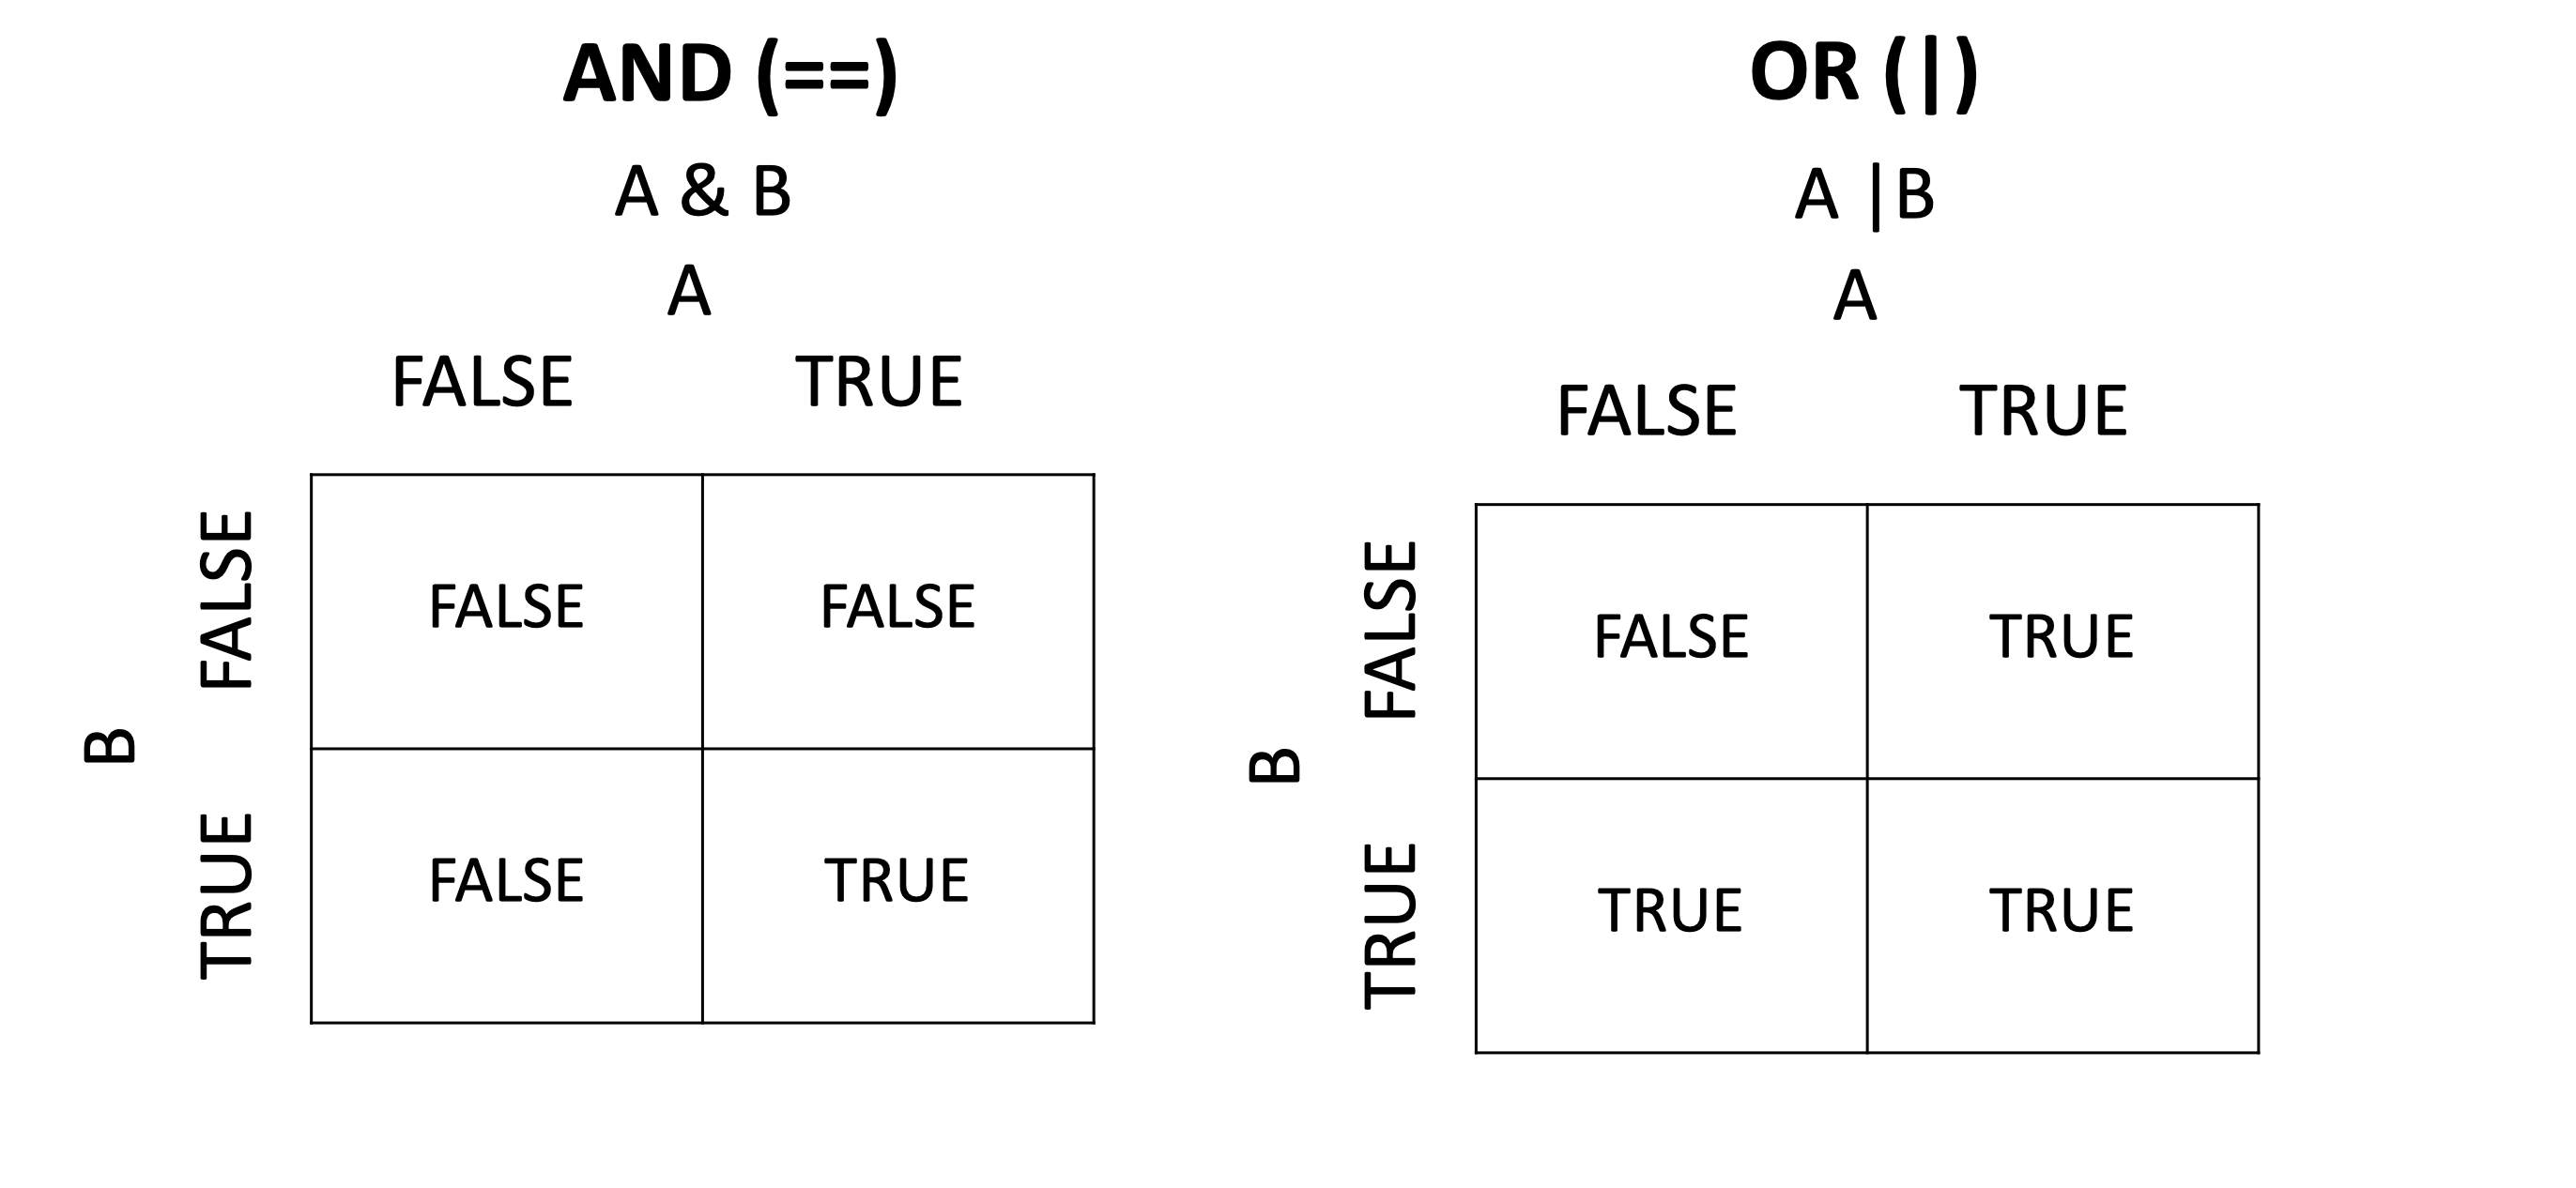 AND (==)
A & B
A
FALSE TRUE
B
FALSE
FALSE FALSE
TRUE
FALSE TRUE
OR (|)
A |B
A
FALSE TRUE
B
FALSE
FALSE TRUE
TRUE
TRUE TRUE